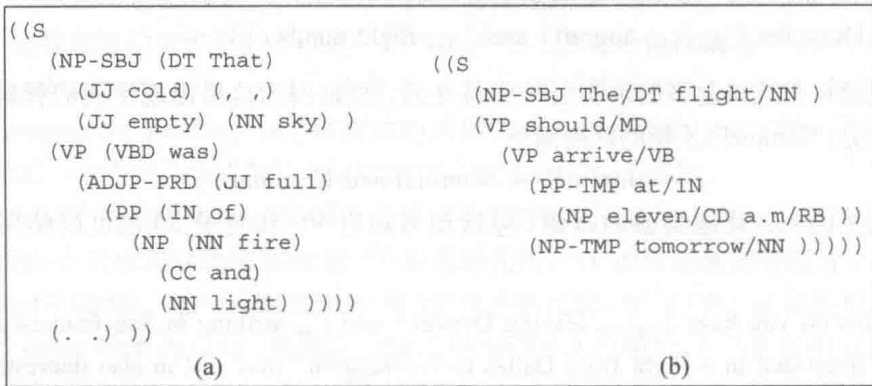 ((S
(NP-SBJ (DT That)
(JJ cold) (, ,)
(JJ empty) (NN sky) )
(VP (VBD was)
(ADJP-PRD (JJ full)
(PP (IN of)
(NP (NN fire)
(CC and)
(NN light) ))))
(. .) ))
(a)
((S
(NP-SBJ The/DT flight/NN )
(VP should/MD
(VP arrive/VB
(PP-TMP at/IN
(NP eleven/CD a.m/RB ))
(NP-TMP tomorrow/NN )))))
(b)